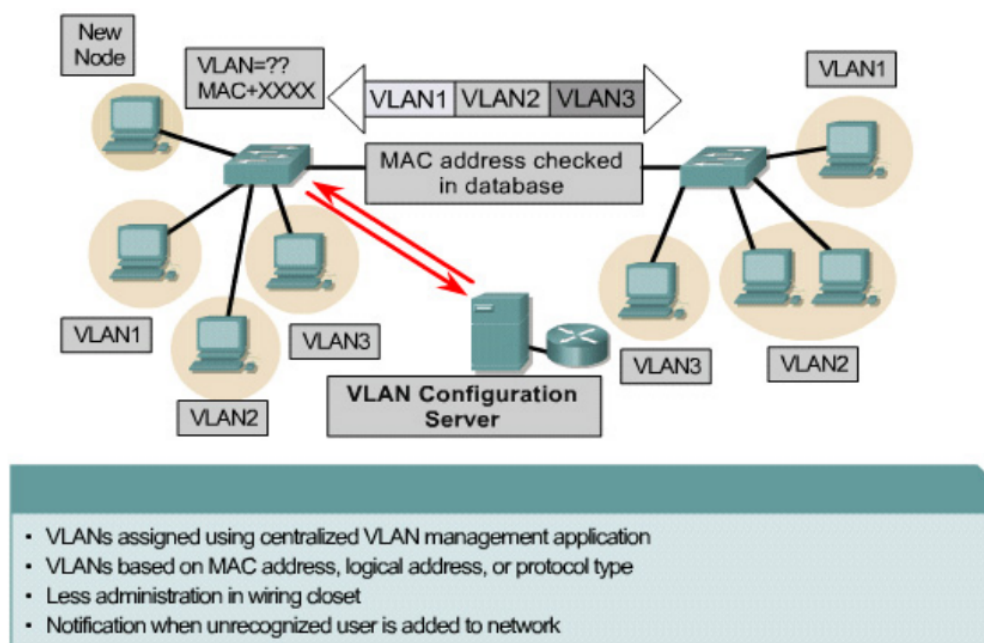 New
Node
VLAN=??
MAC+XXXX
VLAN1 VLAN2 VLAN3
VLAN1
MAC address checked
in database
VLAN1
VLAN3
VLAN2
VLAN3
VLAN2
VLAN Configuration
Server
• VLANs assigned using centralized VLAN management application
• VLANs based on MAC address, logical address, or protocol type
• Less administration in wiring closet
• Notification when unrecognized user is added to network